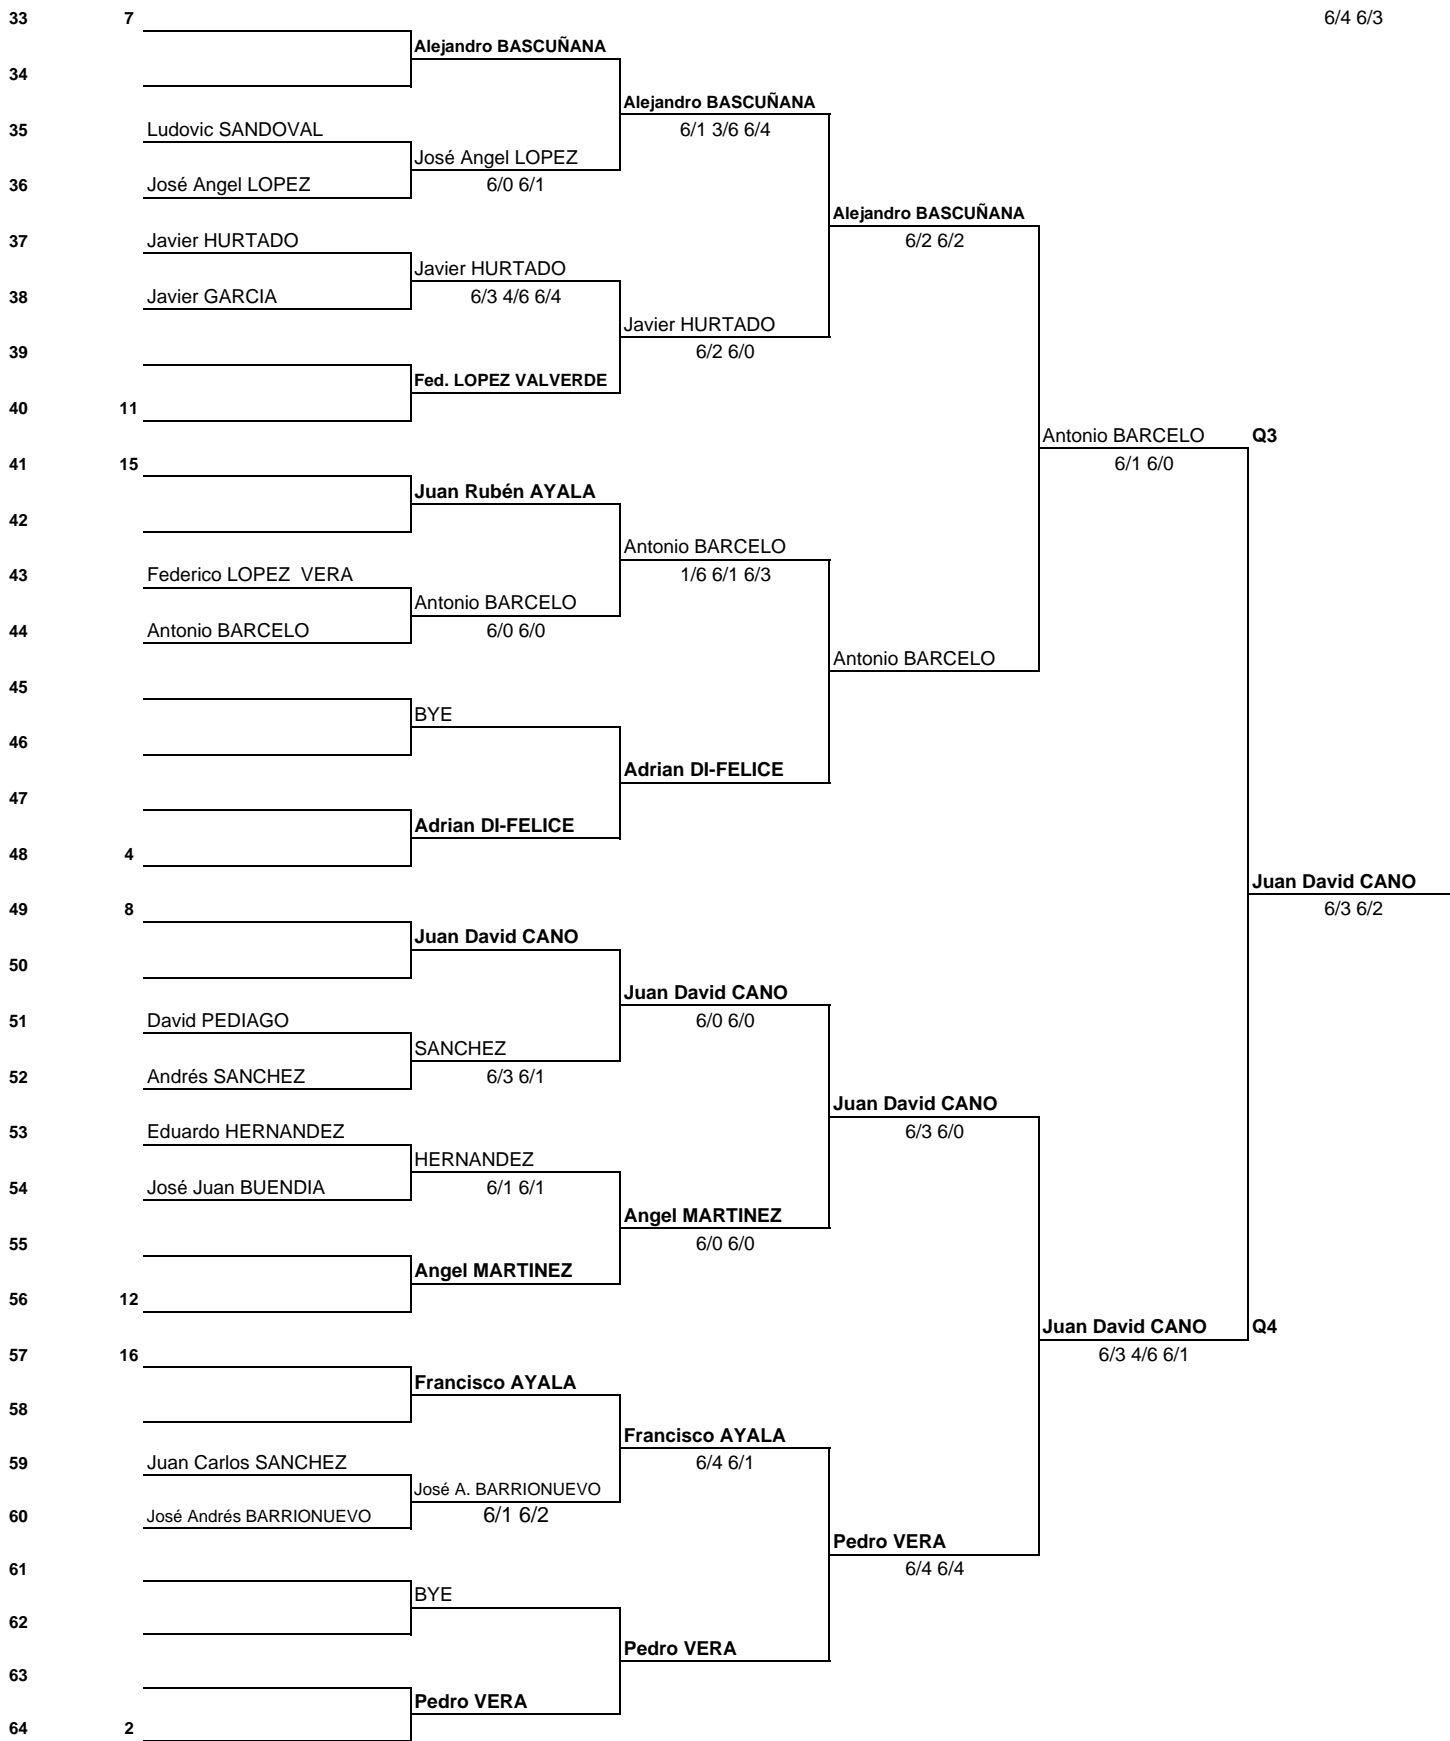 33 7 6/4 6/3
Alejandro BASCUÑANA
34
Alejandro BASCUÑANA
35 Ludovic SANDOVAL 6/1 3/6 6/4
José Angel LOPEZ
36 José Angel LOPEZ 6/0 6/1
Alejandro BASCUÑANA
37 Javier HURTADO 6/2 6/2
Javier HURTADO
38 Javier GARCIA 6/3 4/6 6/4
Javier HURTADO
39 6/2 6/0
Fed. LOPEZ VALVERDE
40 11
Antonio BARCELO Q3
41 15 6/1 6/0
Juan Rubén AYALA
42
Antonio BARCELO
43 Federico LOPEZ VERA 1/6 6/1 6/3
Antonio BARCELO
44 Antonio BARCELO 6/0 6/0
Antonio BARCELO
45
BYE
46
Adrian DI-FELICE
47
Adrian DI-FELICE
48 4
Juan David CANO
49 8 6/3 6/2
Juan David CANO
50
Juan David CANO
51 David PEDIAGO 6/0 6/0
SANCHEZ
52 Andrés SANCHEZ 6/3 6/1
Juan David CANO
53 Eduardo HERNANDEZ 6/3 6/0
HERNANDEZ
54 José Juan BUENDIA 6/1 6/1
Angel MARTINEZ
55 6/0 6/0
Angel MARTINEZ
56 12
Juan David CANO Q4
57 16 6/3 4/6 6/1
Francisco AYALA
58
Francisco AYALA
59 Juan Carlos SANCHEZ 6/4 6/1
José A. BARRIONUEVO
60 José Andrés BARRIONUEVO 6/1 6/2
Pedro VERA
61 6/4 6/4
BYE
62
Pedro VERA
63
Pedro VERA
64 2